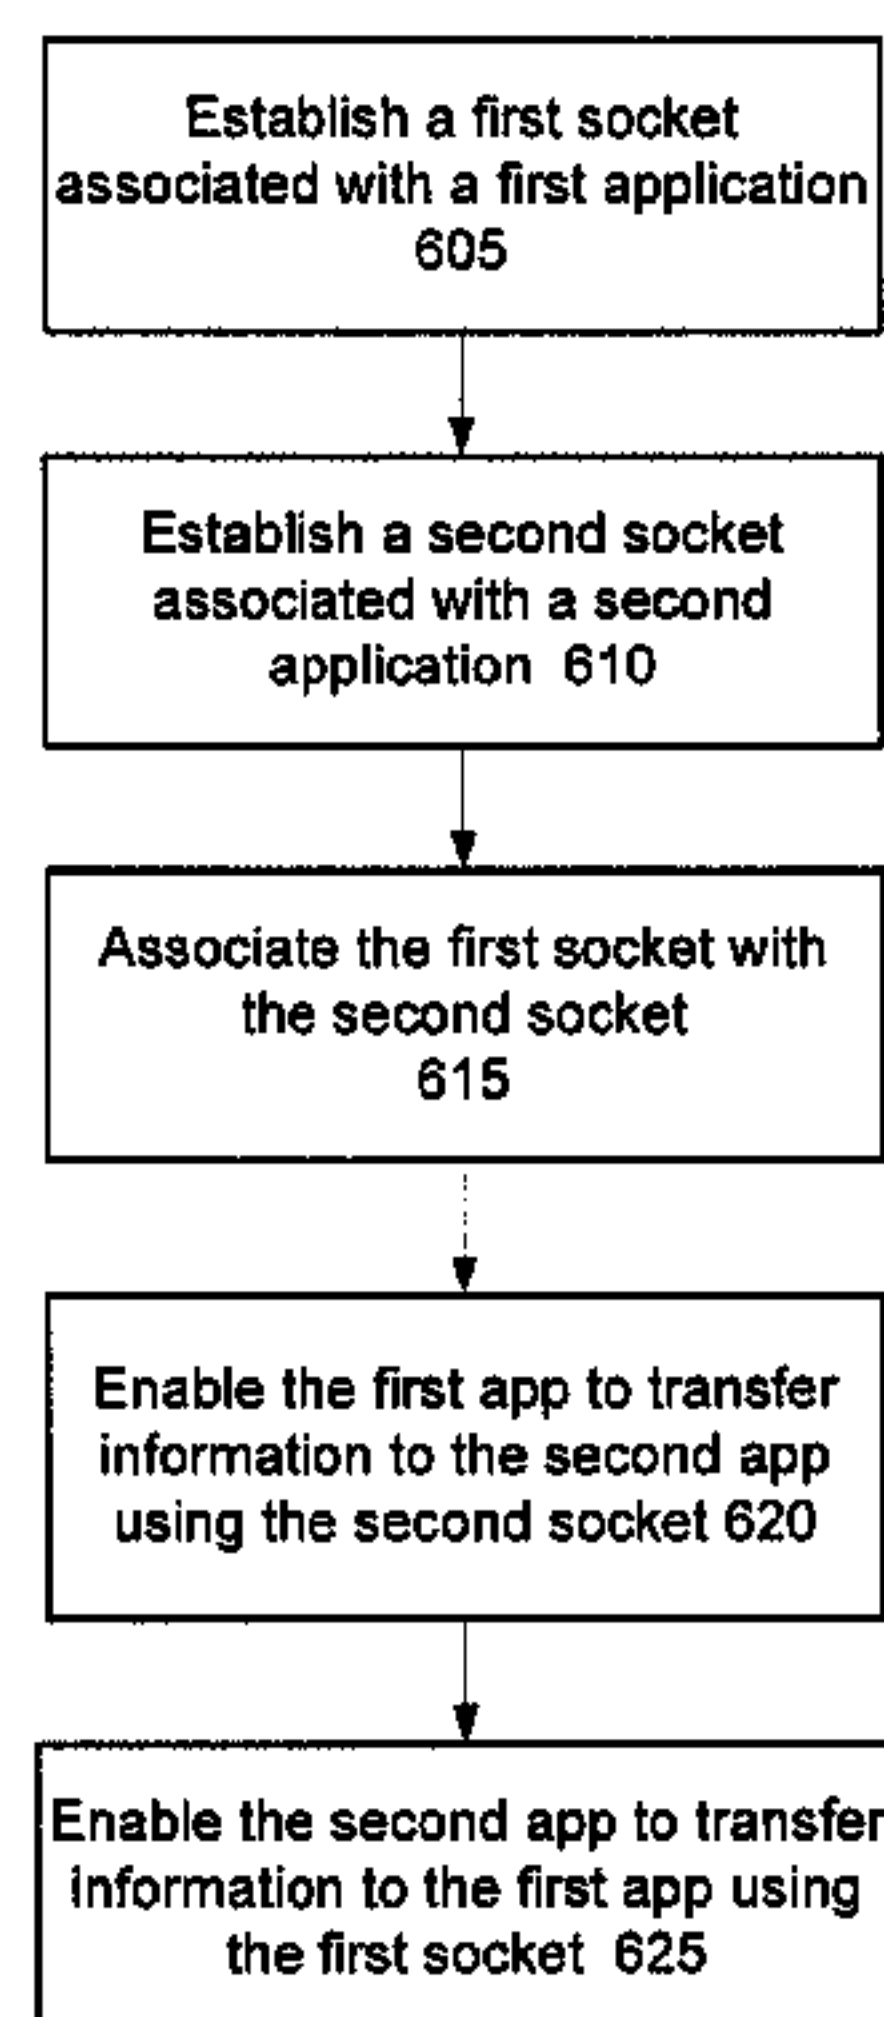 Establish a first socket
associated with a first application
605
Establish a second socket
associated with a second
application 610
Associate the first socket with
the second socket
615
Enable the first app to transfer
information to the second app
using the second socket 620
Enable the second app to transfer
information to the first app using
the first socket 625